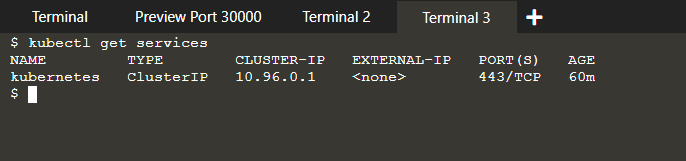 Terminal Preview Port 30000 Terminal 2 Terminal 3 +
$ kubectl get services
NAME TYPE CLUSTER-IP EXTERNAL-IP PORT(S) AGE
kubernetes ClusterIP 10.96.0.1 <none> 443/TCP 60m
$